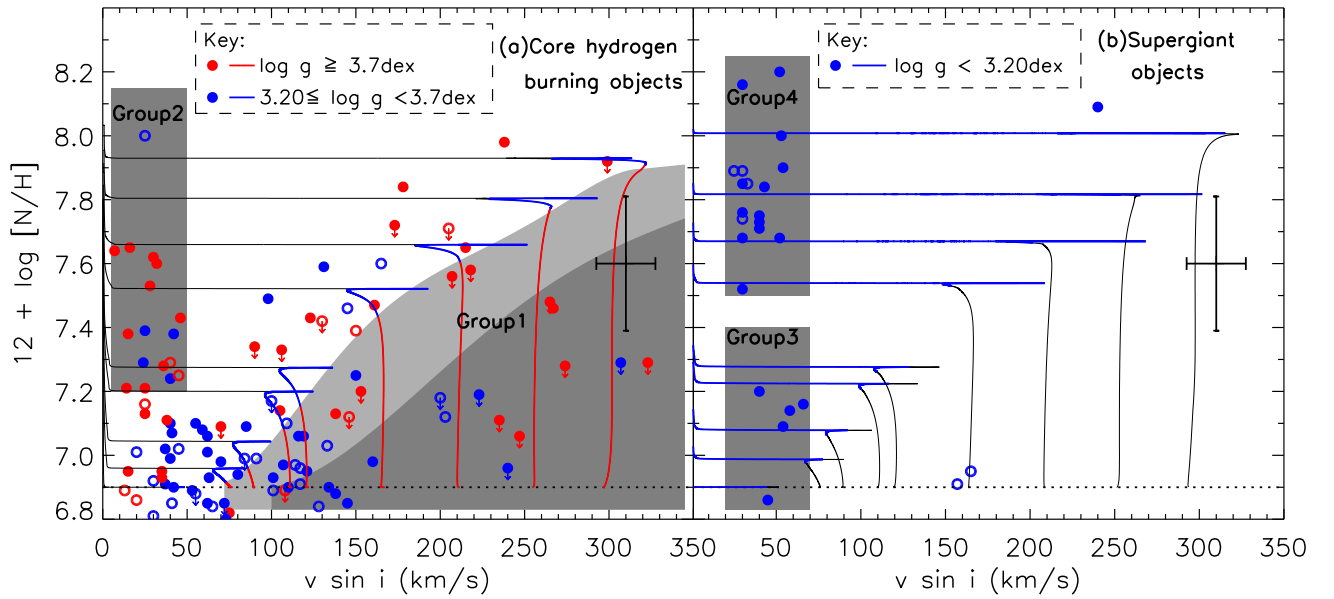 Key:
log g ≧ 3.7dex
3.20≦ log g <3.7dex
(a)Core hydrogen
burning objects
Group2
Group1
Key:
log g < 3.20dex
(b)Supergiant
objects
Group4
Group3
12 + log [N/H]
8.2
8.0
7.8
7.6
7.4
7.2
7.0
6.8
0 50 100 150 200 250 300 350
50 100 150 200 250 300 350
v sin i (km/s)
v sin i (km/s)